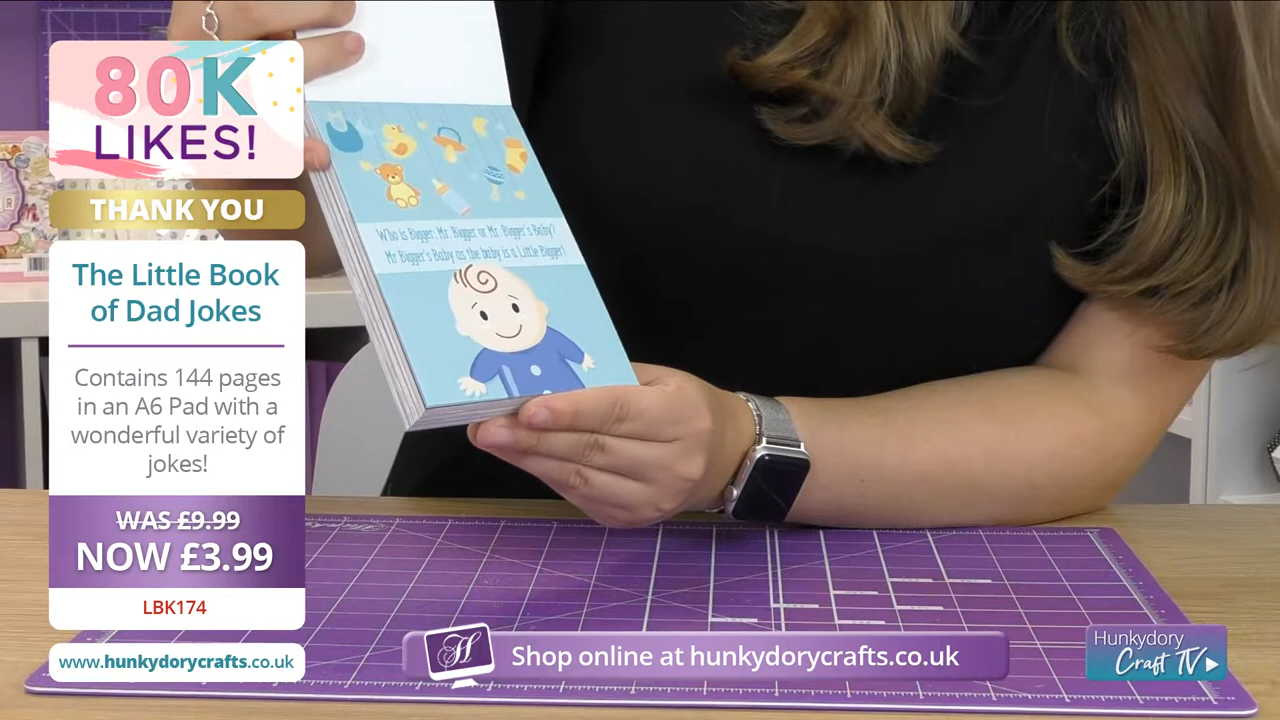 80K
LIKES!
THANK YOU
The Little Book
of Dad Jokes
Contains 144 pages
in an A6 Pad with a
wonderful variety of
jokes!
WAS £9.99
NOW £3.99
LBK174
www.hunkydorycrafts.co.uk
Who is Bigger: Mr. Bigger or Mr. Bigger's Baby?
Mr Bigger's Baby as the baby is a Little Bigger!
Shop online at hunkydorycrafts.co.uk
Hunkydory
Craft TV